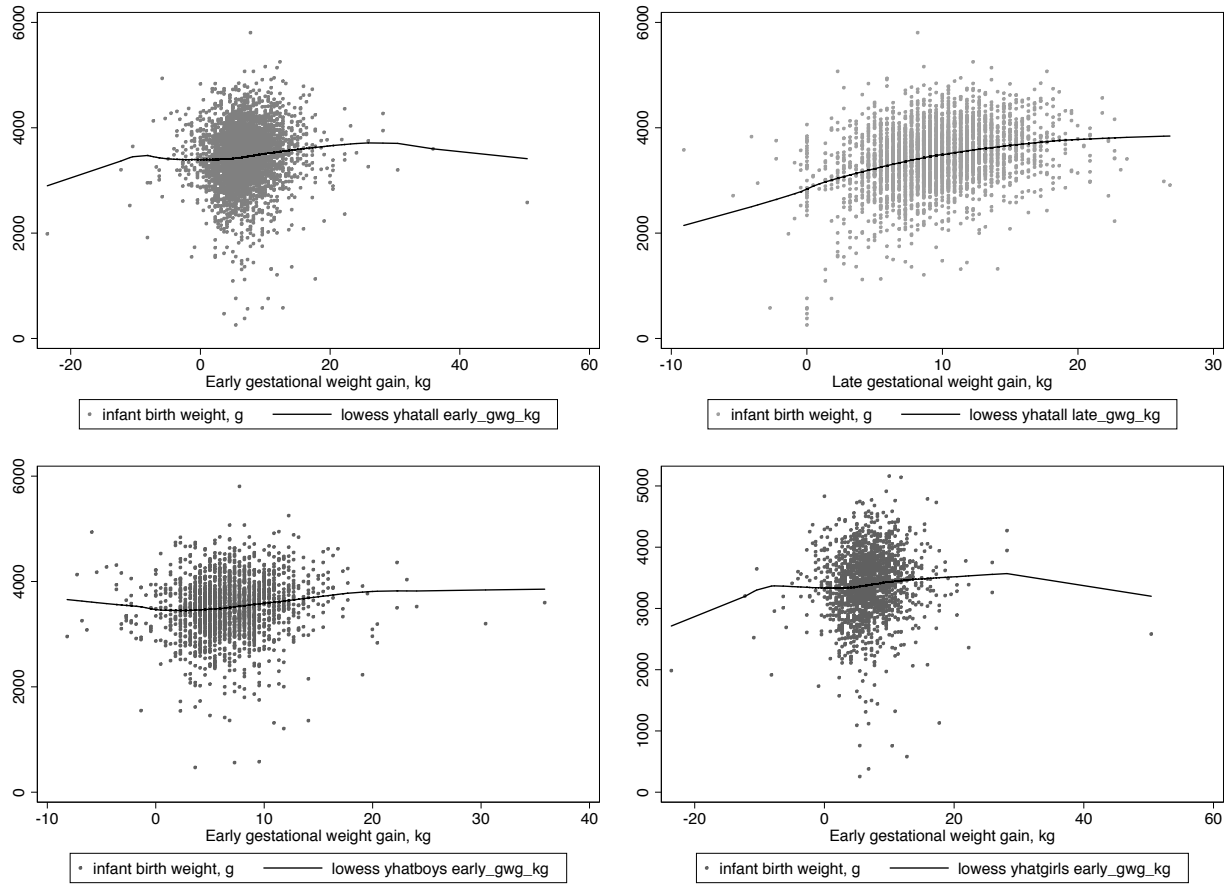 6000
4000
2000
0
-20 0 20 40 60
Early gestational weight gain, kg
infant birth weight, g lowess yhatall early_gwg_kg
6000
4000
2000
0
-10 0 10 20 30
Late gestational weight gain, kg
infant birth weight, g lowess yhatall late_gwg_kg
6000
4000
2000
0
-10 0 10 20 30 40
Early gestational weight gain, kg
infant birth weight, g lowess yhatboys early_gwg_kg
5000
4000
3000
2000
1000
0
-20 0 20 40 60
Early gestational weight gain, kg
infant birth weight, g lowess yhatgirls early_gwg_kg